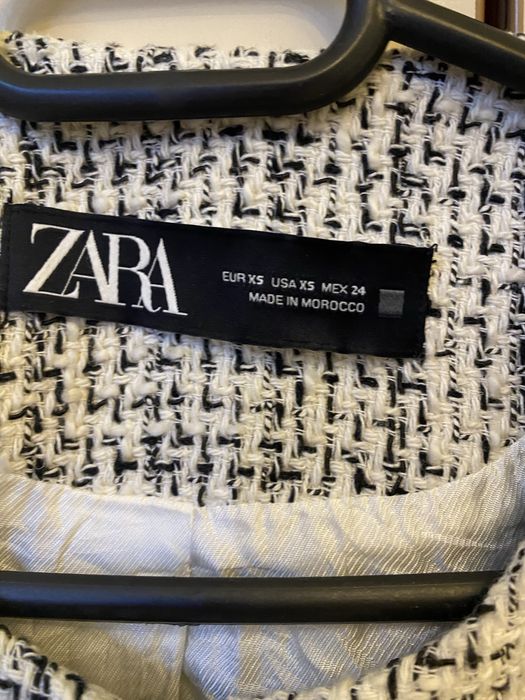 ZARA
EUR XS USA XS MEX 24
MADE IN MOROCCO